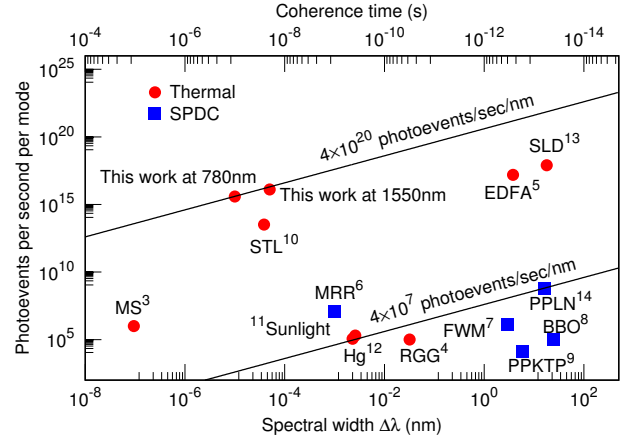 Coherence time (s)
10^-4 10^-6 10^-8 10^-10 10^-12 10^-14
Photoevents per second per mode
10^25
10^20
10^15
10^10
10^5
Thermal
SPDC
4×10^20 photoevents/sec/nm
SLD^13
EDFA^5
This work at 780nm
This work at 1550nm
STL^10
4×10^7 photoevents/sec/nm
MRR^6
MS^3
^11Sunlight
Hg^12
RGG^4
PPLN^14
FWM^7
BBO^8
PPKTP^9
10^-8 10^-6 10^-4 10^-2 10^0 10^2
Spectral width Δλ (nm)